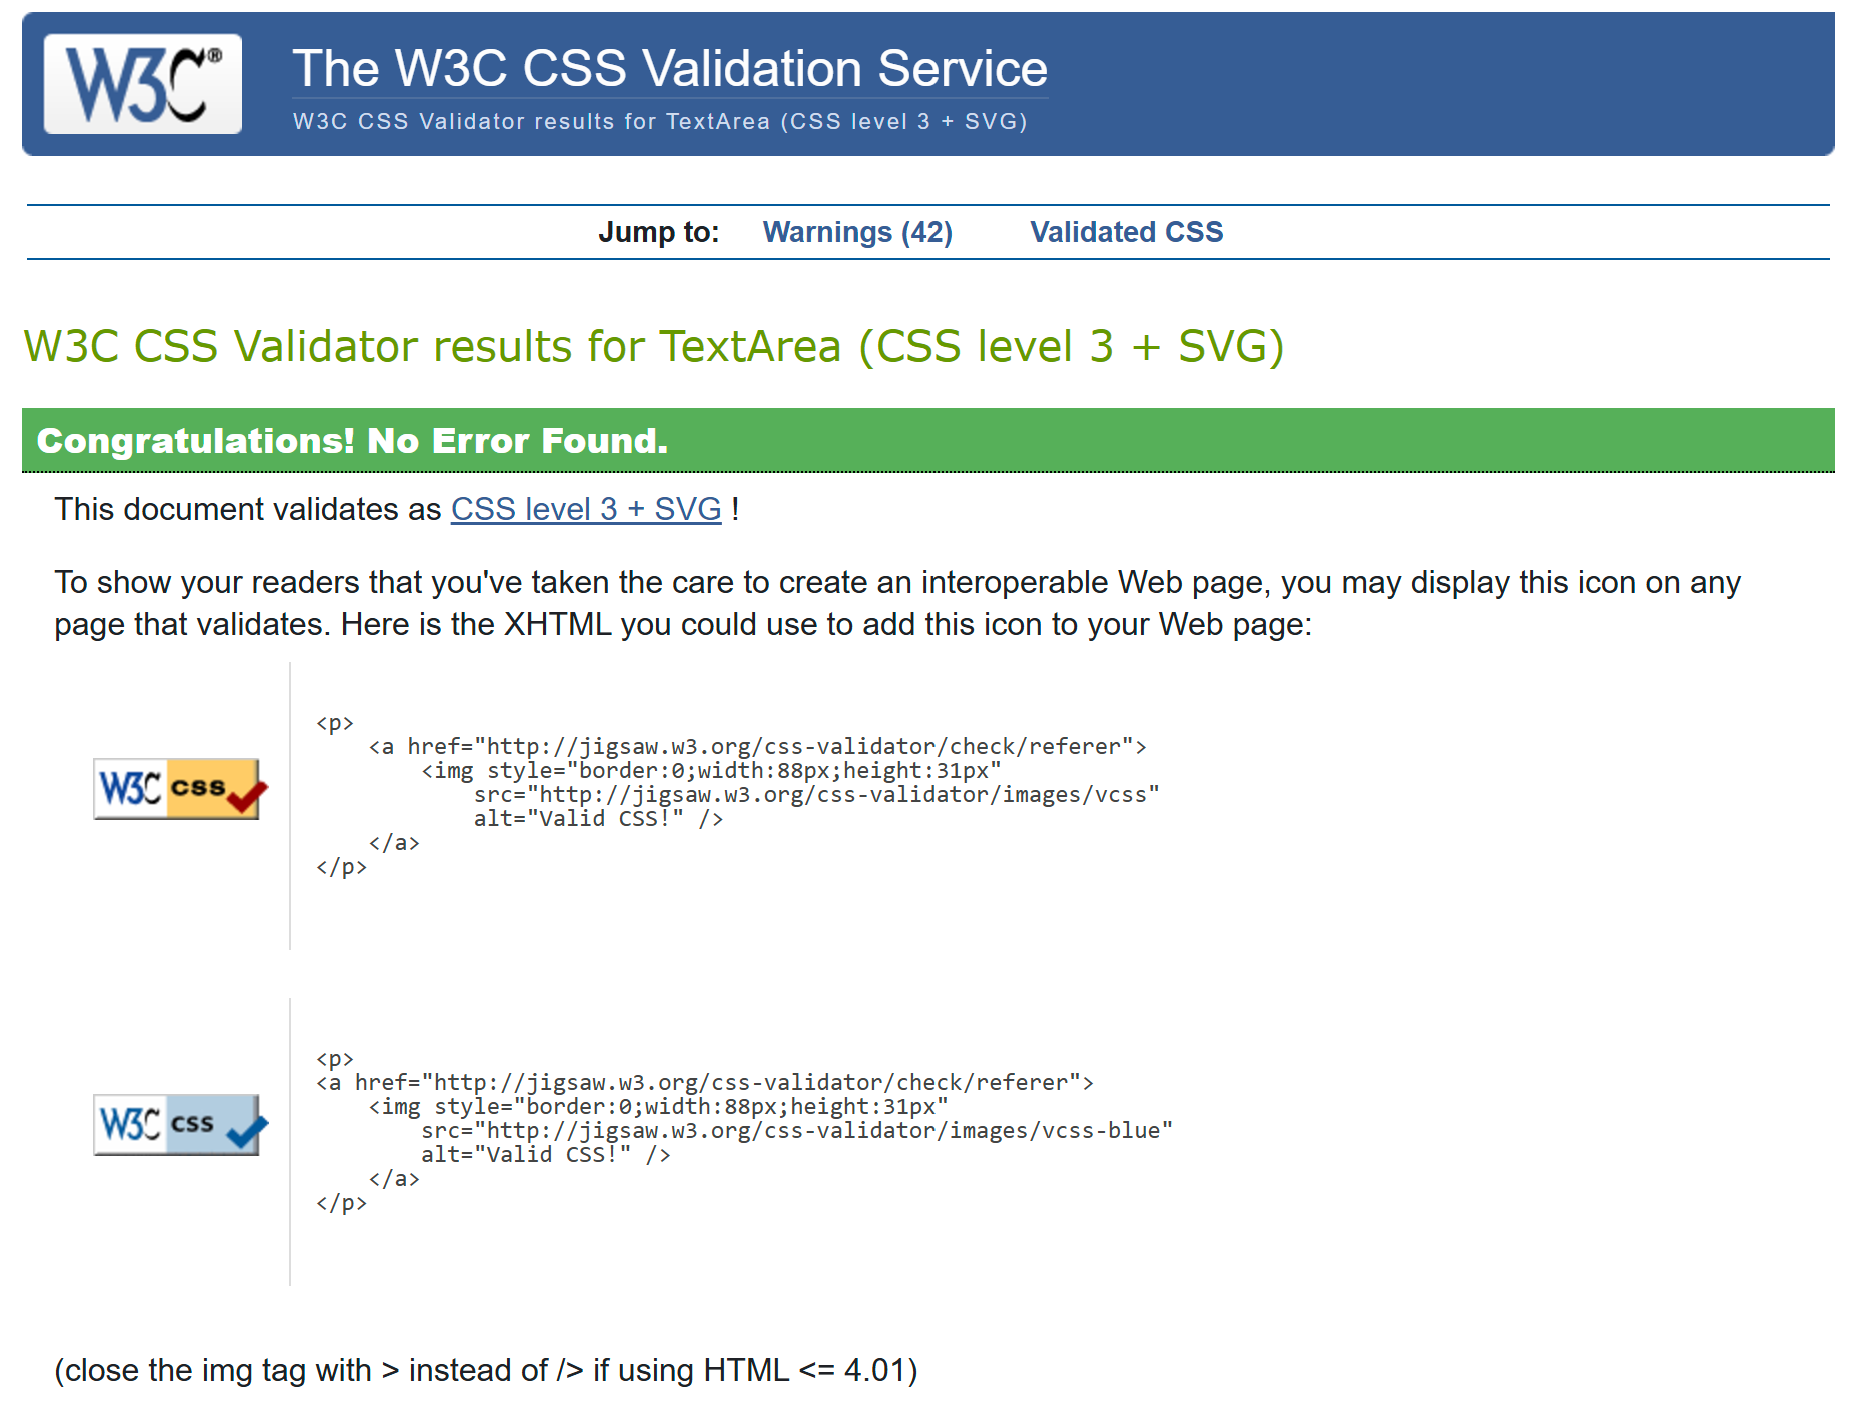 W3C®
The W3C CSS Validation Service
W3C CSS Validator results for TextArea (CSS level 3 + SVG)
Jump to: Warnings (42) Validated CSS
W3C CSS Validator results for TextArea (CSS level 3 + SVG)
Congratulations! No Error Found.
This document validates as CSS level 3 + SVG !
To show your readers that you've taken the care to create an interoperable Web page, you may display this icon on any
page that validates. Here is the XHTML you could use to add this icon to your Web page:
W3C css
<p>
    <a href="http://jigsaw.w3.org/css-validator/check/referer">
        <img style="border:0;width:88px;height:31px"
            src="http://jigsaw.w3.org/css-validator/images/vcss"
            alt="Valid CSS!" />
    </a>
</p>
W3C css
<p>
<a href="http://jigsaw.w3.org/css-validator/check/referer">
    <img style="border:0;width:88px;height:31px"
        src="http://jigsaw.w3.org/css-validator/images/vcss-blue"
        alt="Valid CSS!" />
    </a>
</p>
(close the img tag with > instead of /> if using HTML <= 4.01)